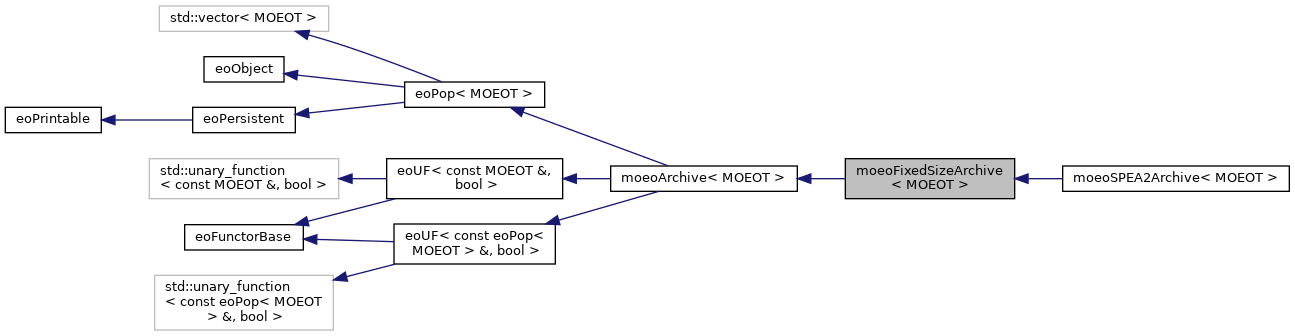 std::vector< MOEOT >
eoObject
eoPop< MOEOT >
eoPrintable
eoPersistent
std::unary_function
< const MOEOT &, bool >
eoUF< const MOEOT &,
bool >
moeoArchive< MOEOT >
moeoFixedSizeArchive
< MOEOT >
moeoSPEA2Archive< MOEOT >
eoFunctorBase
eoUF< const eoPop<
MOEOT > &, bool >
std::unary_function
< const eoPop< MOEOT
> &, bool >